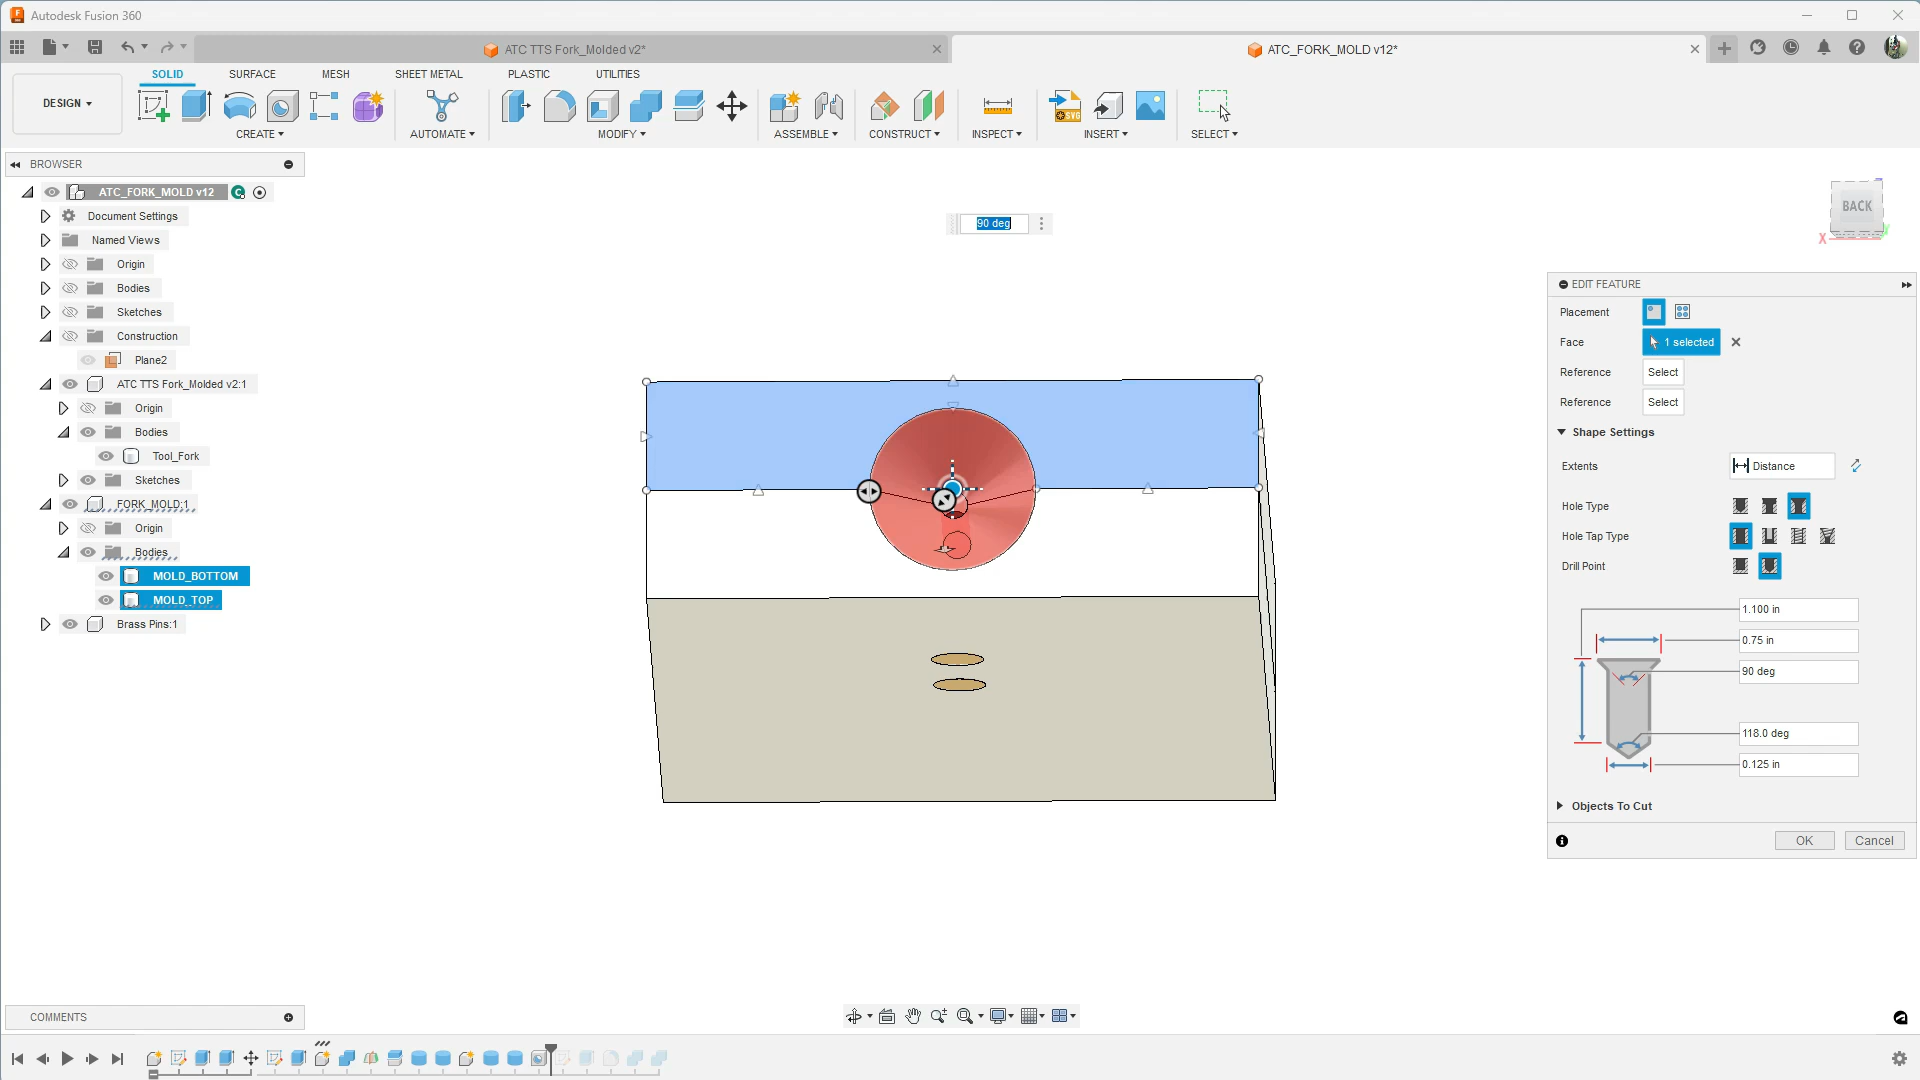 Autodesk Fusion 360
ATC TTS Fork_Molded v2*
ATC_FORK_MOLD v12*
DESIGN
SOLID
SURFACE
MESH
SHEET METAL
PLASTIC
UTILITIES
CREATE
AUTOMATE
MODIFY
ASSEMBLE
CONSTRUCT
INSPECT
INSERT
SELECT
SVG
BROWSER
ATC_FORK_MOLD v12
Document Settings
Named Views
Origin
Bodies
Sketches
Construction
Plane2
ATC TTS Fork_Molded v2:1
Origin
Bodies
Tool_Fork
Sketches
FORK_MOLD:1
Origin
Bodies
MOLD_BOTTOM
MOLD_TOP
Brass Pins:1
90 deg
BACK
X
EDIT FEATURE
Placement
Face
1 selected
Reference
Select
Reference
Select
Shape Settings
Extents
Distance
Hole Type
Hole Tap Type
Drill Point
1.100 in
0.75 in
90 deg
118.0 deg
0.125 in
Objects To Cut
OK
Cancel
COMMENTS